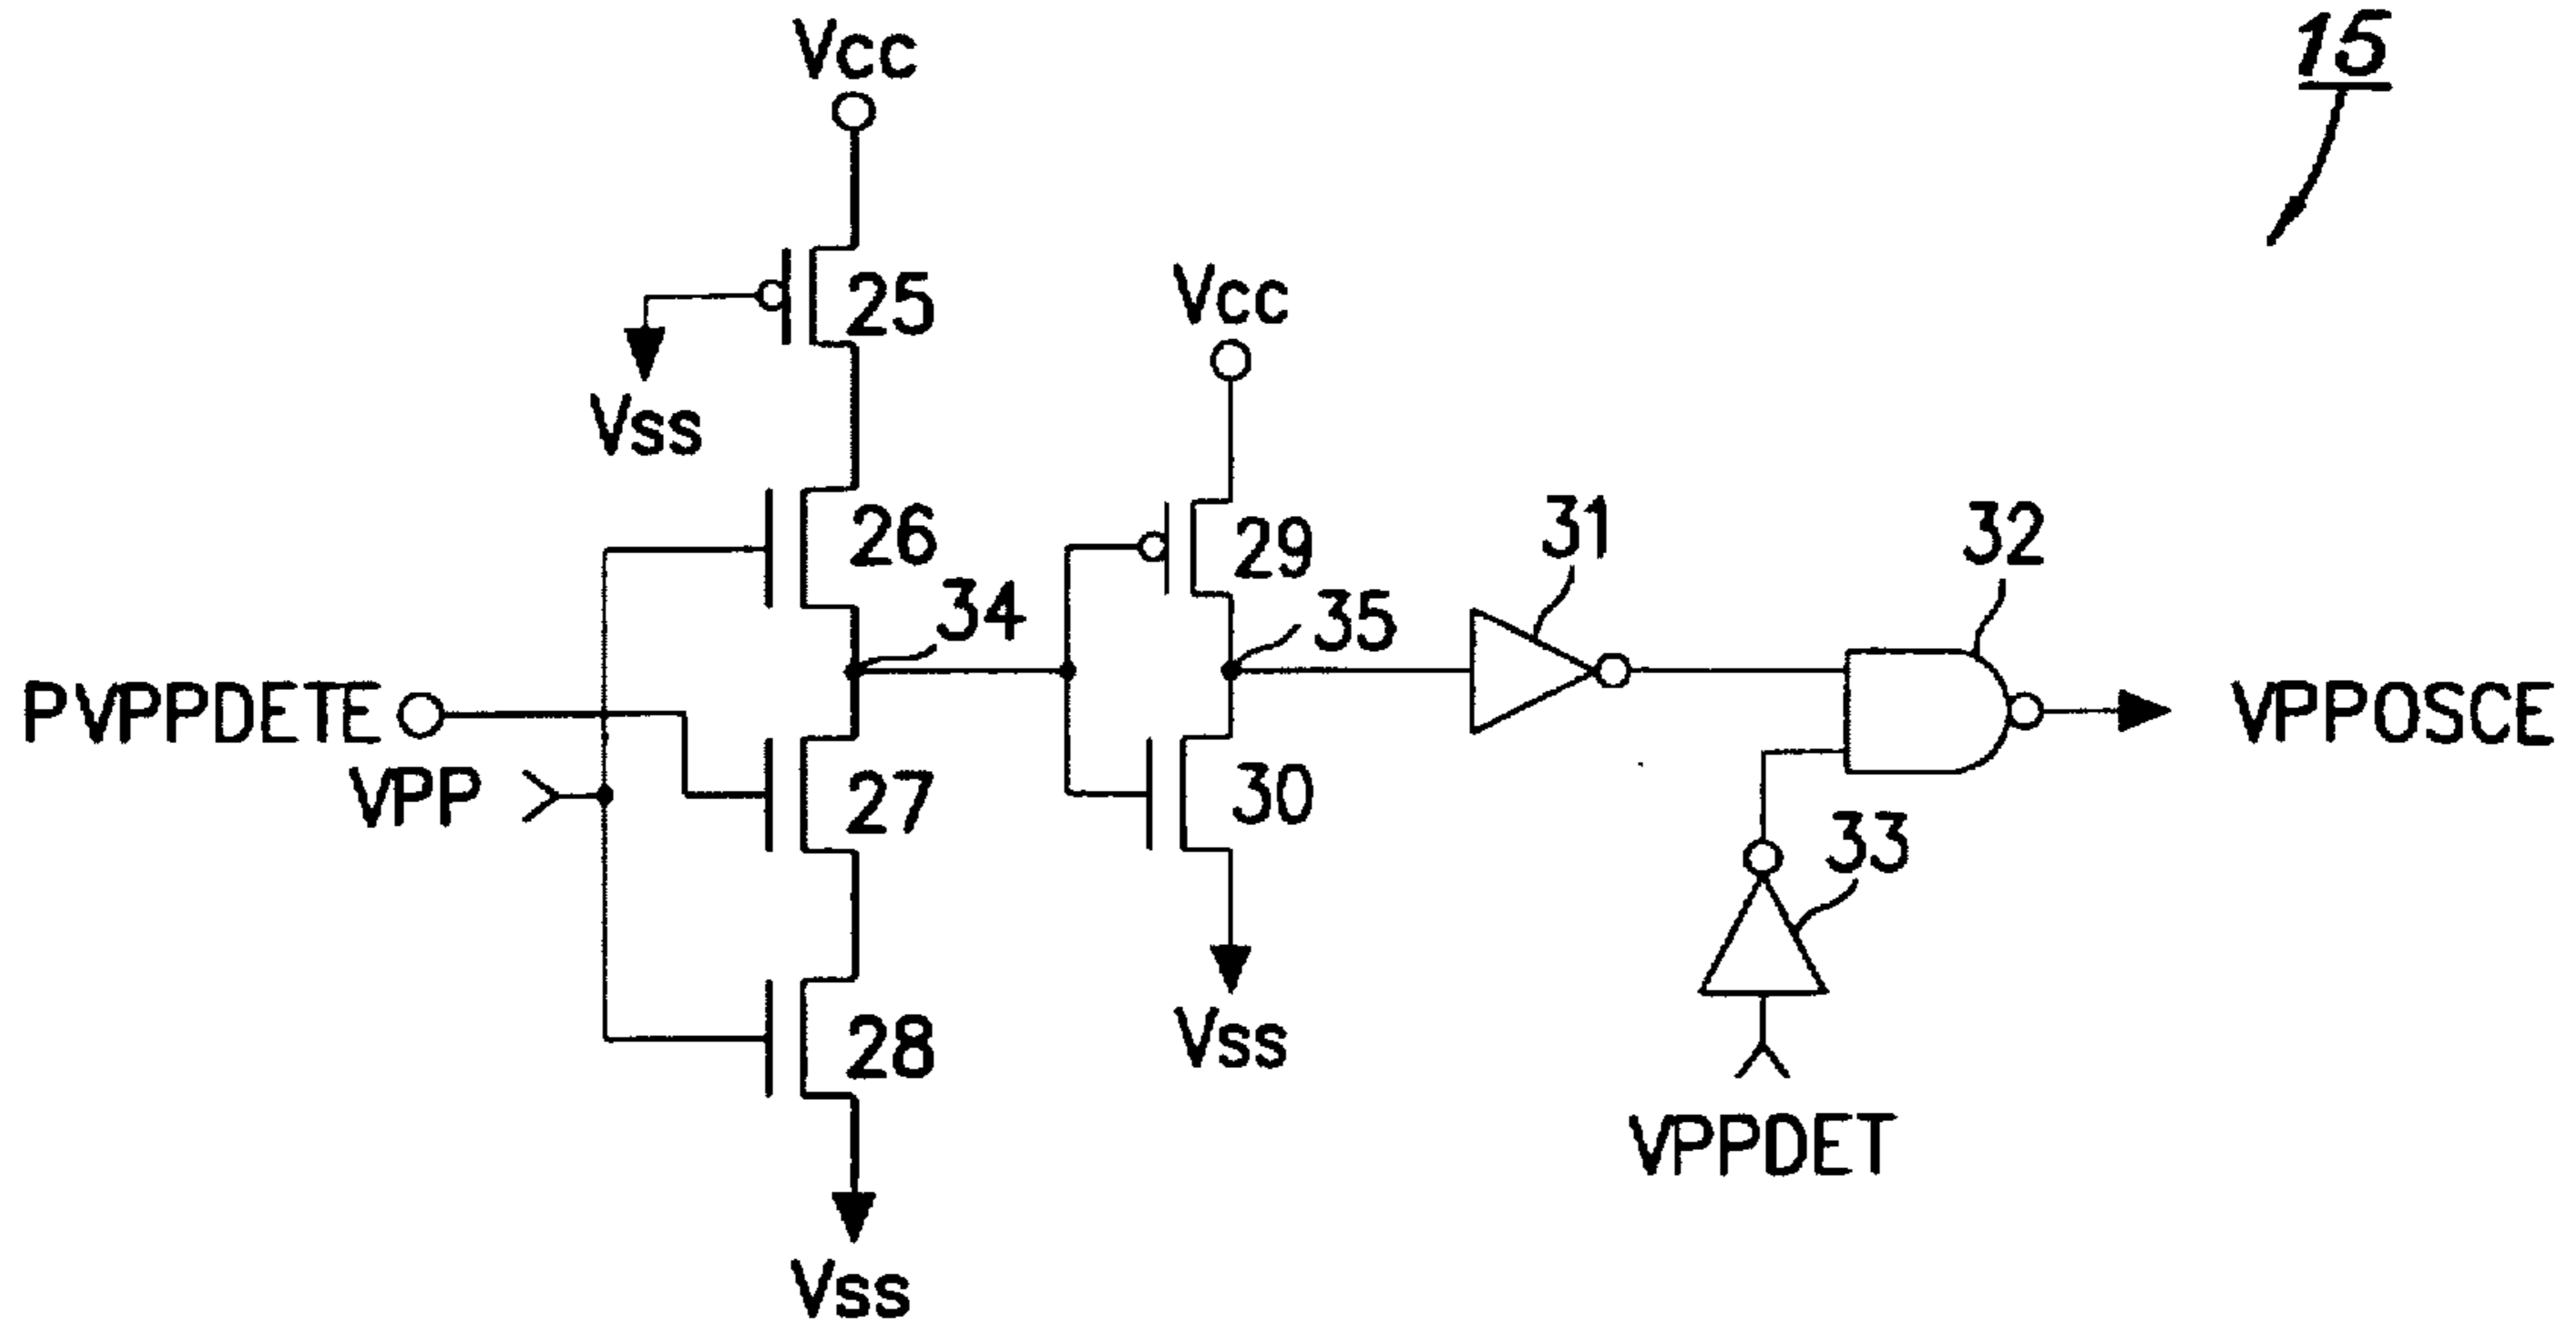 15
Vcc
25
Vss
Vcc
26
29
31
32
34
35
PVPPDETE
VPPOSCE
VPP
27
30
33
28
Vss
VPPDET
Vss